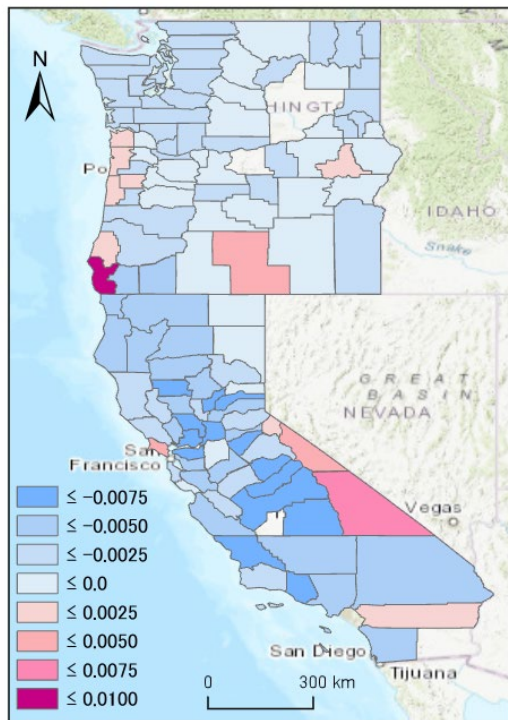 N
HINGTO
Po
IDAHO
Snake
GREAT
BASIN
NEVADA
San
Francisco
Vegas
≤ −0.0075
≤ −0.0050
≤ −0.0025
≤ 0.0
≤ 0.0025
≤ 0.0050
≤ 0.0075
≤ 0.0100
San Diego
Tijuana
0 300 km